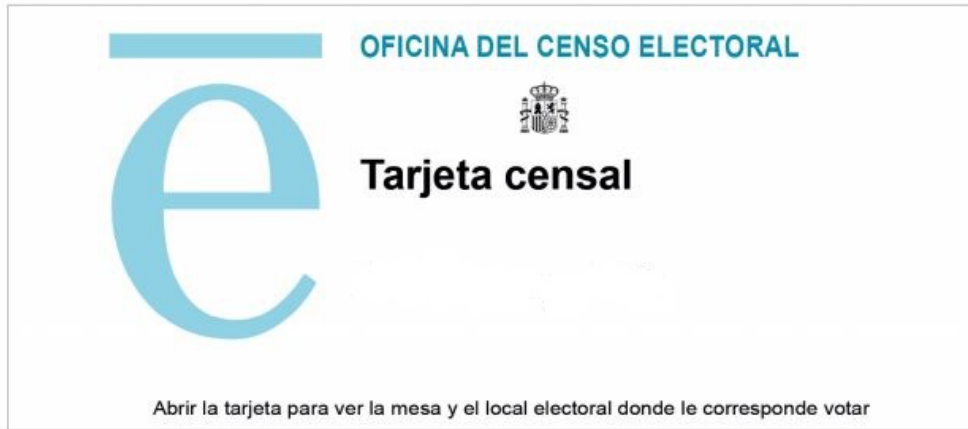 OFICINA DEL CENSO ELECTORAL
Tarjeta censal
Abrir la tarjeta para ver la mesa y el local electoral donde le corresponde votar